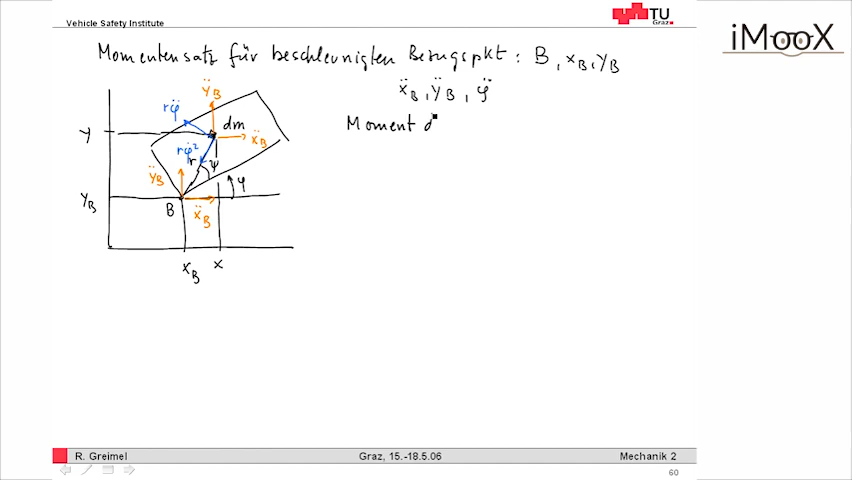 Vehicle Safety Institute
TU
Graz
iMooX
Momentensatz für beschleunigten Bezugspkt: B, x_B, y_B
ẍ_B, ÿ_B, φ̈
Moment d
ÿ_B
rφ̈
dm
ẍ_B
y
rφ̇²
r
ψ
ÿ_B
φ
y_B
B
ẍ_B
x_B
x
R. Greimel
Graz, 15.-18.5.06
Mechanik 2
60